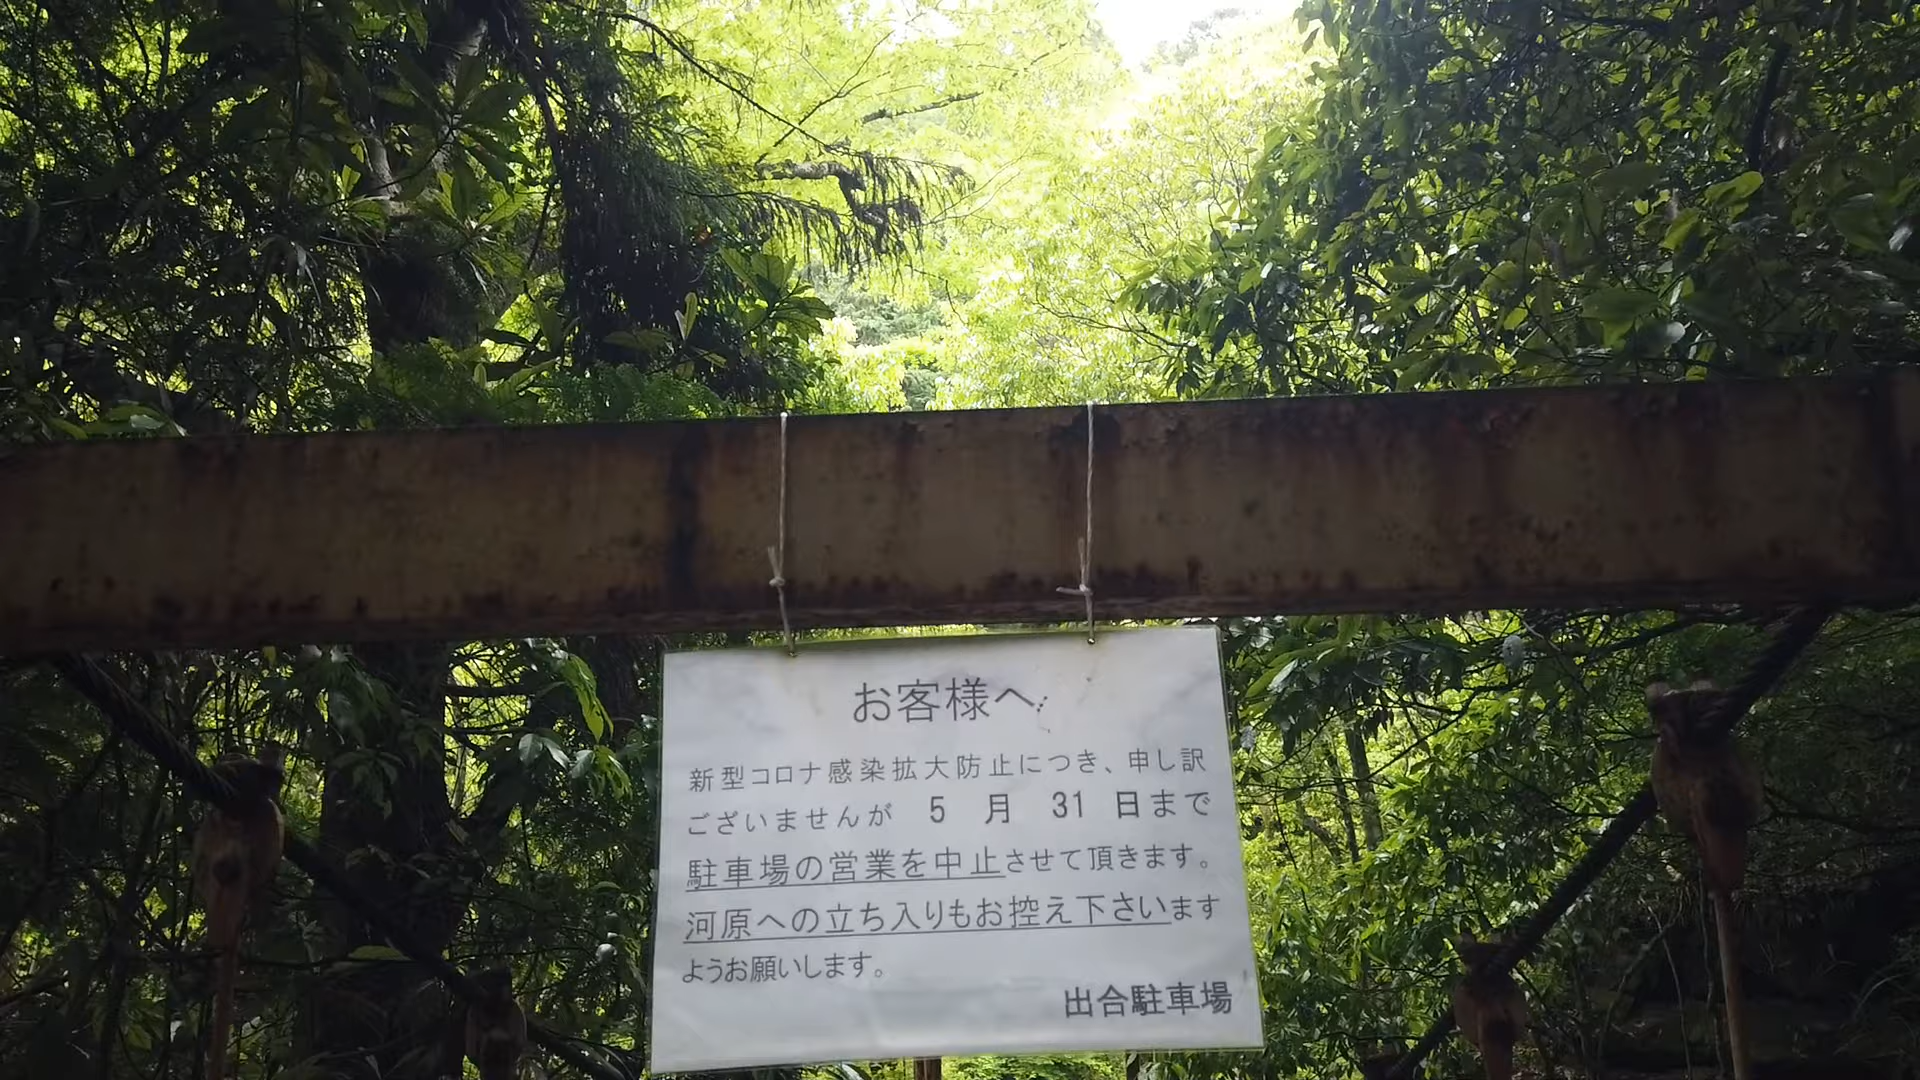 お客様へ
新型コロナ感染拡大防止につき、申し訳
ございませんが 5 月 31 日まで
駐車場の営業を中止させて頂きます。
河原への立ち入りもお控え下さいます
ようお願いします。
出合駐車場